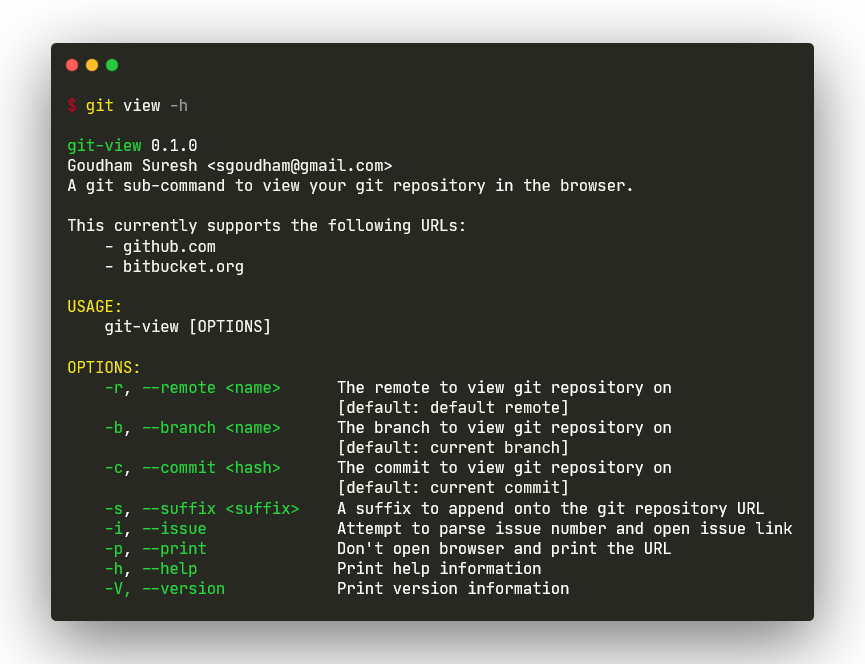 $ git view -h
git-view 0.1.0
Goudham Suresh <sgoudham@gmail.com>
A git sub-command to view your git repository in the browser.
This currently supports the following URLs:
- github.com
- bitbucket.org
USAGE:
git-view [OPTIONS]
OPTIONS:
-r, --remote <name> The remote to view git repository on
[default: default remote]
-b, --branch <name> The branch to view git repository on
[default: current branch]
-c, --commit <hash> The commit to view git repository on
[default: current commit]
-s, --suffix <suffix> A suffix to append onto the git repository URL
-i, --issue Attempt to parse issue number and open issue link
-p, --print Don't open browser and print the URL
-h, --help Print help information
-V, --version Print version information